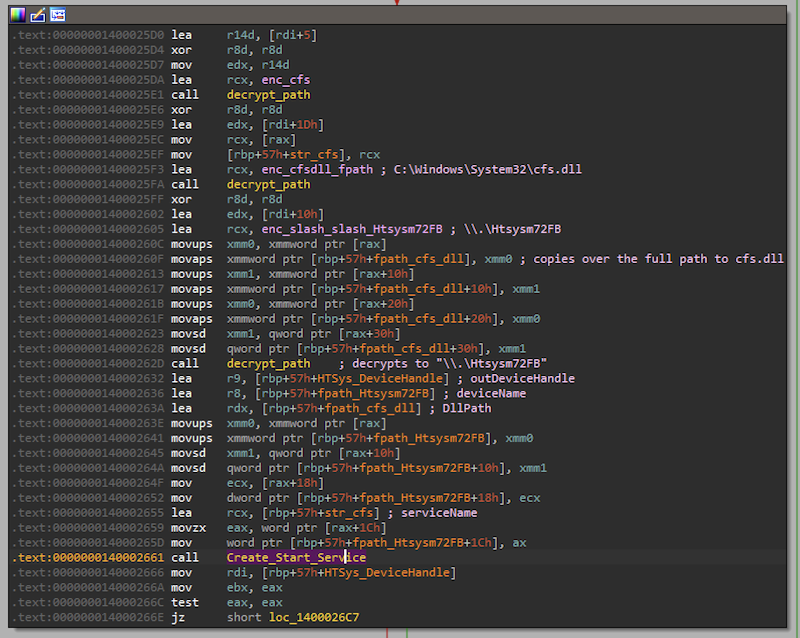 .text:00000001400025D0 lea r14d, [rdi+5]
.text:00000001400025D4 xor r8d, r8d
.text:00000001400025D7 mov edx, r14d
.text:00000001400025DA lea rcx, enc_cfs
.text:00000001400025E1 call decrypt_path
.text:00000001400025E6 xor r8d, r8d
.text:00000001400025E9 lea edx, [rdi+1Dh]
.text:00000001400025EC mov rcx, [rax]
.text:00000001400025EF mov [rbp+57h+str_cfs], rcx
.text:00000001400025F3 lea rcx, enc_cfsdll_fpath ; C:\Windows\System32\cfs.dll
.text:00000001400025FA call decrypt_path
.text:00000001400025FF xor r8d, r8d
.text:0000000140002602 lea edx, [rdi+10h]
.text:0000000140002605 lea rcx, enc_slash_slash_Htsysm72FB ; \\.\Htsysm72FB
.text:000000014000260C movups xmm0, xmmword ptr [rax]
.text:000000014000260F movaps xmmword ptr [rbp+57h+fpath_cfs_dll], xmm0 ; copies over the full path to cfs.dll
.text:0000000140002613 movups xmm1, xmmword ptr [rax+10h]
.text:0000000140002617 movaps xmmword ptr [rbp+57h+fpath_cfs_dll+10h], xmm1
.text:000000014000261B movups xmm0, xmmword ptr [rax+20h]
.text:000000014000261F movaps xmmword ptr [rbp+57h+fpath_cfs_dll+20h], xmm0
.text:0000000140002623 movsd xmm1, qword ptr [rax+30h]
.text:0000000140002628 movsd qword ptr [rbp+57h+fpath_cfs_dll+30h], xmm1
.text:000000014000262D call decrypt_path ; decrypts to "\\.\Htsysm72FB"
.text:0000000140002632 lea r9, [rbp+57h+HTSys_DeviceHandle] ; outDeviceHandle
.text:0000000140002636 lea r8, [rbp+57h+fpath_Htsysm72FB] ; deviceName
.text:000000014000263A lea rdx, [rbp+57h+fpath_cfs_dll] ; DllPath
.text:000000014000263E movups xmm0, xmmword ptr [rax]
.text:0000000140002641 movups xmmword ptr [rbp+57h+fpath_Htsysm72FB], xmm0
.text:0000000140002645 movsd xmm1, qword ptr [rax+10h]
.text:000000014000264A movsd qword ptr [rbp+57h+fpath_Htsysm72FB+10h], xmm1
.text:000000014000264F mov ecx, [rax+18h]
.text:0000000140002652 mov dword ptr [rbp+57h+fpath_Htsysm72FB+18h], ecx
.text:0000000140002655 lea rcx, [rbp+57h+str_cfs] ; serviceName
.text:0000000140002659 movzx eax, word ptr [rax+1Ch]
.text:000000014000265D mov word ptr [rbp+57h+fpath_Htsysm72FB+1Ch], ax
.text:0000000140002661 call Create_Start_Service
.text:0000000140002666 mov rdi, [rbp+57h+HTSys_DeviceHandle]
.text:000000014000266A mov ebx, eax
.text:000000014000266C test eax, eax
.text:000000014000266E jz short loc_1400026C7